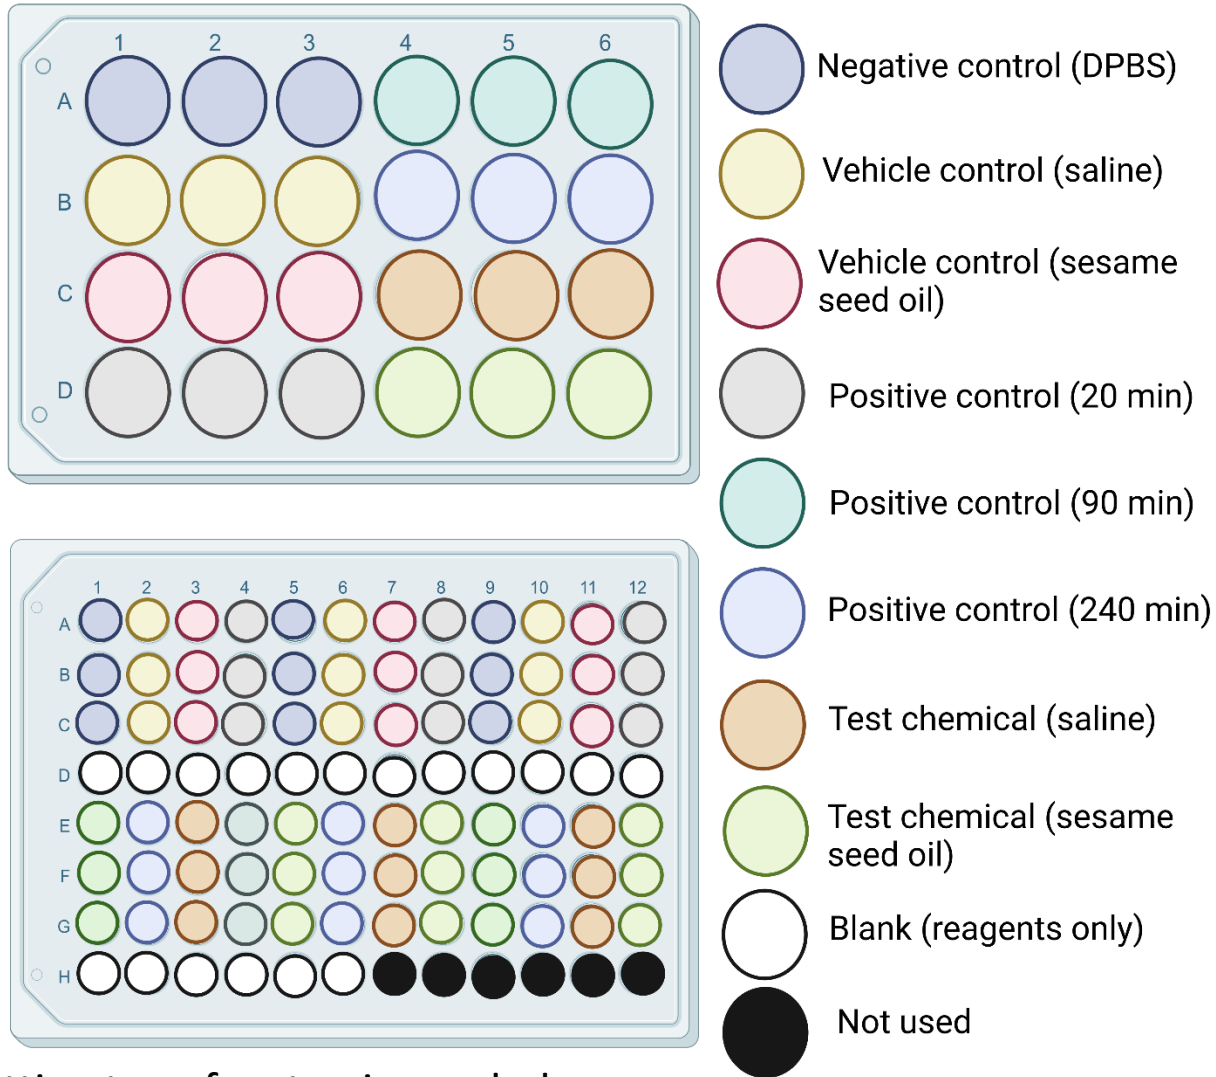 1 2 3 4 5 6
A
B
C
D
Negative control (DPBS)
Vehicle control (saline)
Vehicle control (sesame
seed oil)
Positive control (20 min)
Positive control (90 min)
Positive control (240 min)
Test chemical (saline)
Test chemical (sesame
seed oil)
Blank (reagents only)
Not used
1 2 3 4 5 6 7 8 9 10 11 12
A
B
C
D
E
F
G
H